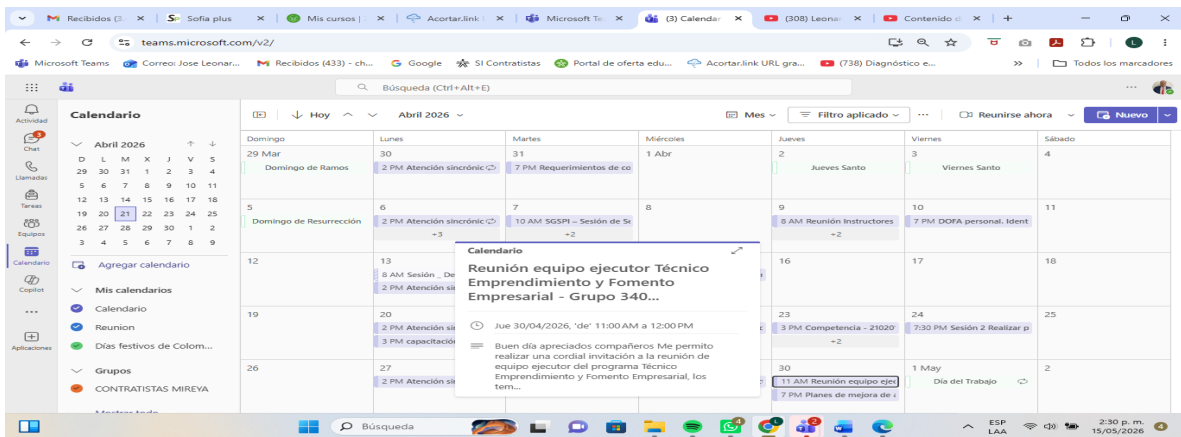 Recibidos (3
Sofia plus
Mis cursos |
Acortar.link
Microsoft Te
(3) Calendar
(308) Leonar
Contenido d
teams.microsoft.com/v2/
Microsoft Teams
Correo: Jose Leonar...
Recibidos (433) - ch...
Google
SI Contratistas
Portal de oferta edu...
Acortar.link URL gra...
(738) Diagnóstico e...
Todos los marcadores
Búsqueda (Ctrl+Alt+E)
Actividad
Chat
3
Llamadas
Tareas
Equipos
Calendario
Copilot
Aplicaciones
Calendario
Abril 2026
D L M X J V S
29 30 31 1 2 3 4
5 6 7 8 9 10 11
12 13 14 15 16 17 18
19 20 21 22 23 24 25
26 27 28 29 30 1 2
3 4 5 6 7 8 9
Agregar calendario
Mis calendarios
Calendario
Reunion
Días festivos de Colom...
Grupos
CONTRATISTAS MIREYA
Mostrar todo
Hoy
Abril 2026
Mes
Filtro aplicado
Reunirse ahora
Nuevo
Domingo Lunes Martes Miércoles Jueves Viernes Sábado
29 Mar 30 31 1 Abr 2 3 4
Domingo de Ramos
2 PM Atención sincrónic
7 PM Requerimientos de co
Jueves Santo
Viernes Santo
5 6 7 8 9 10 11
Domingo de Resurrección
2 PM Atención sincrónic
10 AM SGSPI – Sesión de Se
8 AM Reunión Instructores
7 PM DOFA personal. Ident
+3
+2
+2
12 13 16 17 18
8 AM Sesión _ De
2 PM Atención si
19 20 23 24 25
2 PM Atención si
3 PM capacitació
3 PM Competencia - 21020
7:30 PM Sesión 2 Realizar p
+2
26 27 30 1 May 2
2 PM Atención si
11 AM Reunión equipo ejec
Día del Trabajo
7 PM Planes de mejora de
Calendario
Reunión equipo ejecutor Técnico
Emprendimiento y Fomento
Empresarial - Grupo 340...
Jue 30/04/2026, 'de' 11:00 AM a 12:00 PM
Buen día apreciados compañeros Me permito
realizar una cordial invitación a la reunión de
equipo ejecutor del programa Técnico
Emprendimiento y Fomento Empresarial, los
tem...
Búsqueda
ESP
LAA
2:30 p. m.
15/05/2026